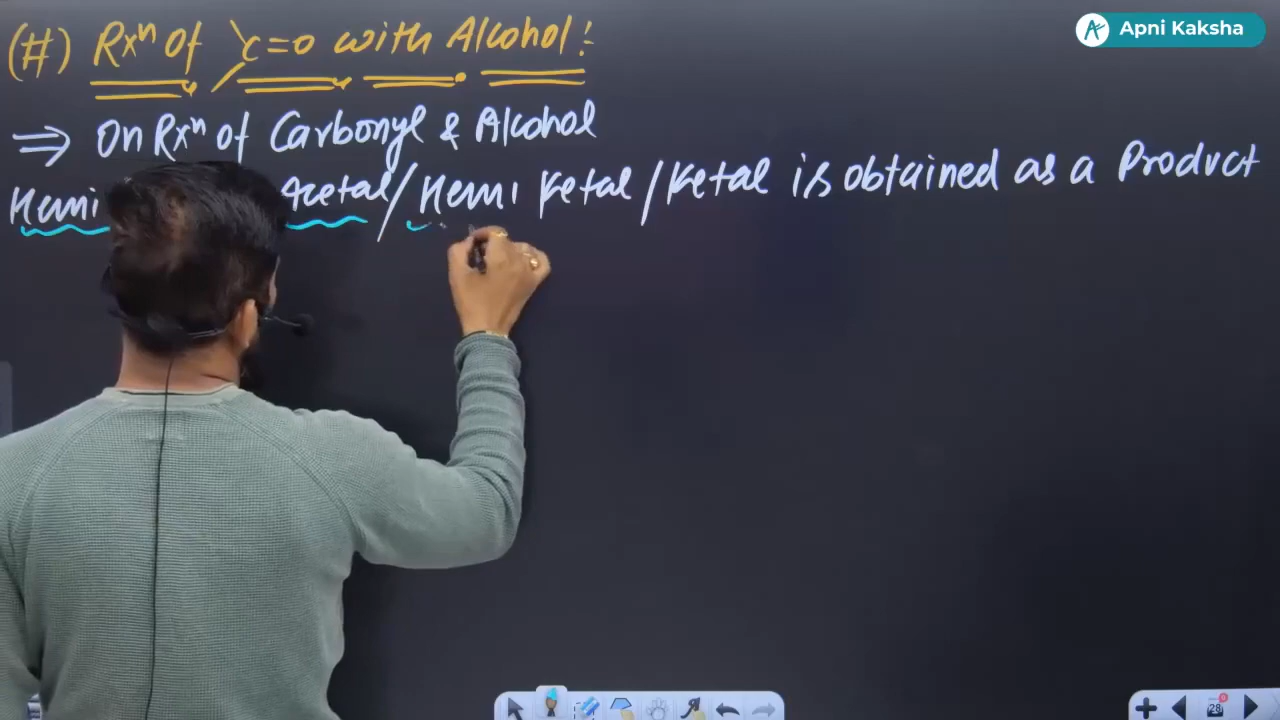 Apni Kaksha
(#) Rxⁿ Of >C=O with Alcohol:-
⇒ On Rxⁿ of Carbonyl & Alcohol
Hemi Acetal/Hemi Ketal/Ketal is obtained as a Product
28